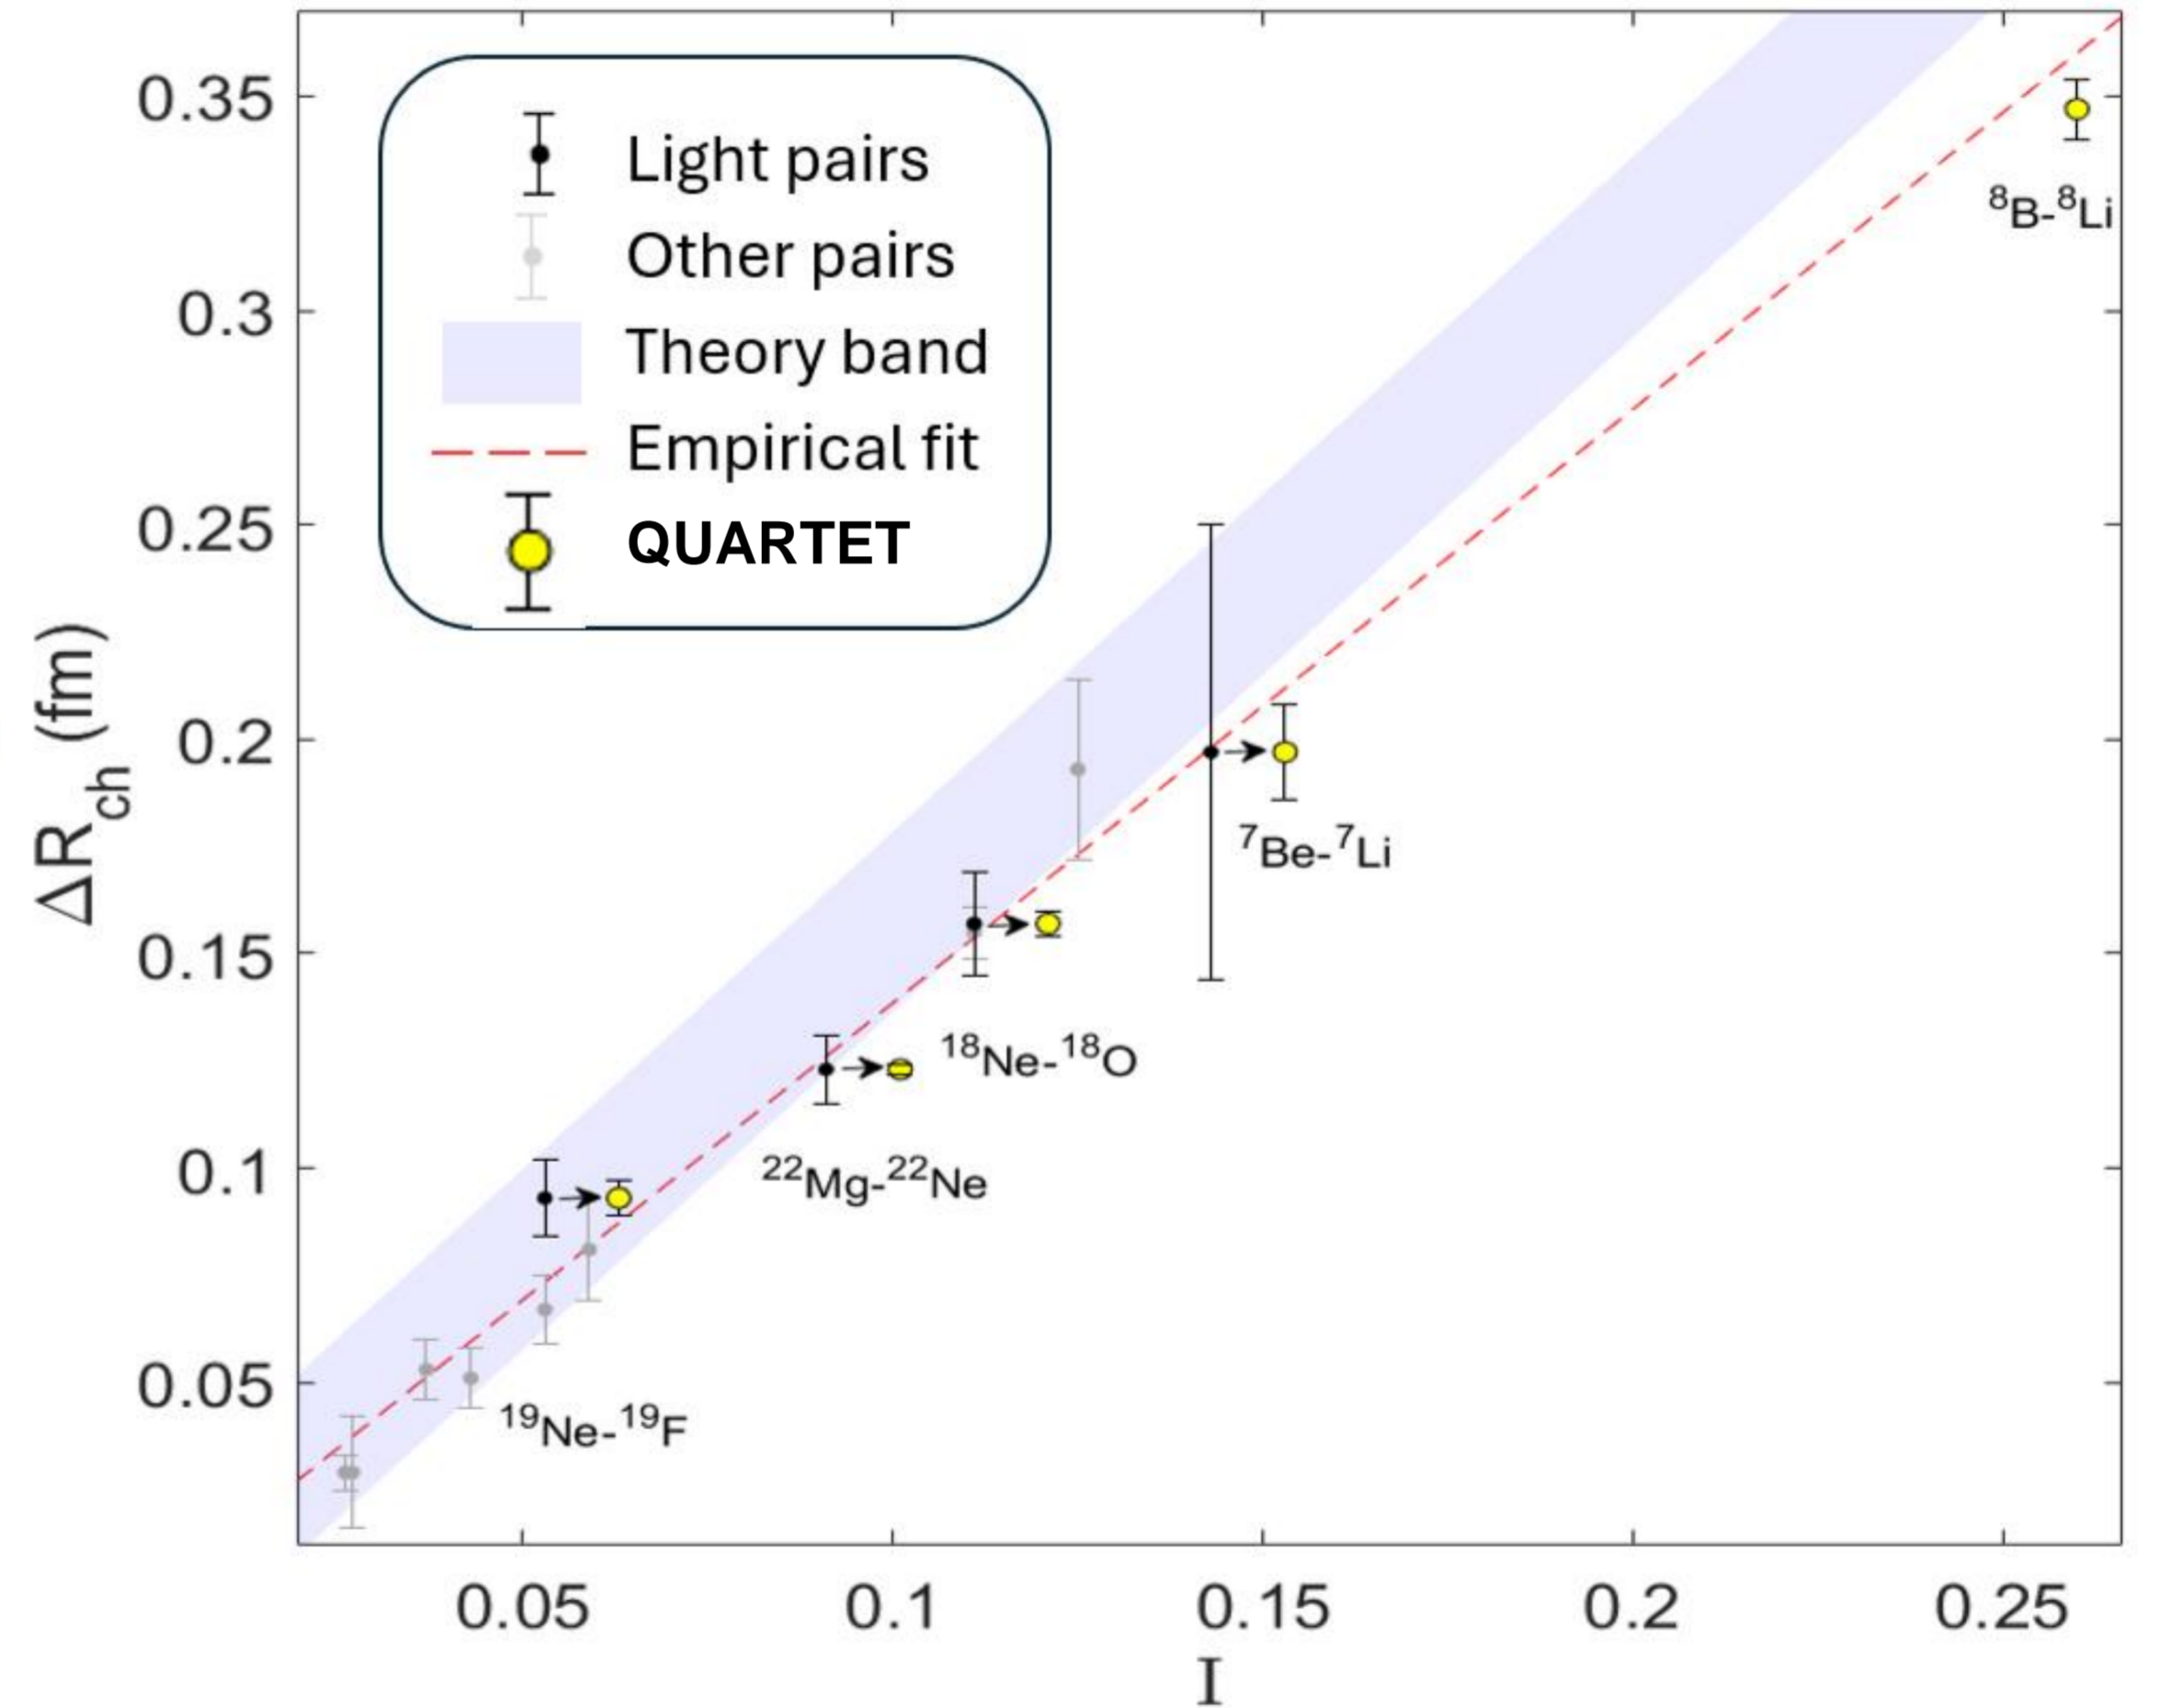 0.35
0.3
0.25
0.2
0.15
0.1
0.05
ΔR_ch (fm)
Light pairs
Other pairs
Theory band
Empirical fit
QUARTET
⁸B-⁸Li
⁷Be-⁷Li
¹⁸Ne-¹⁸O
²²Mg-²²Ne
¹⁹Ne-¹⁹F
0.05 0.1 0.15 0.2 0.25
I